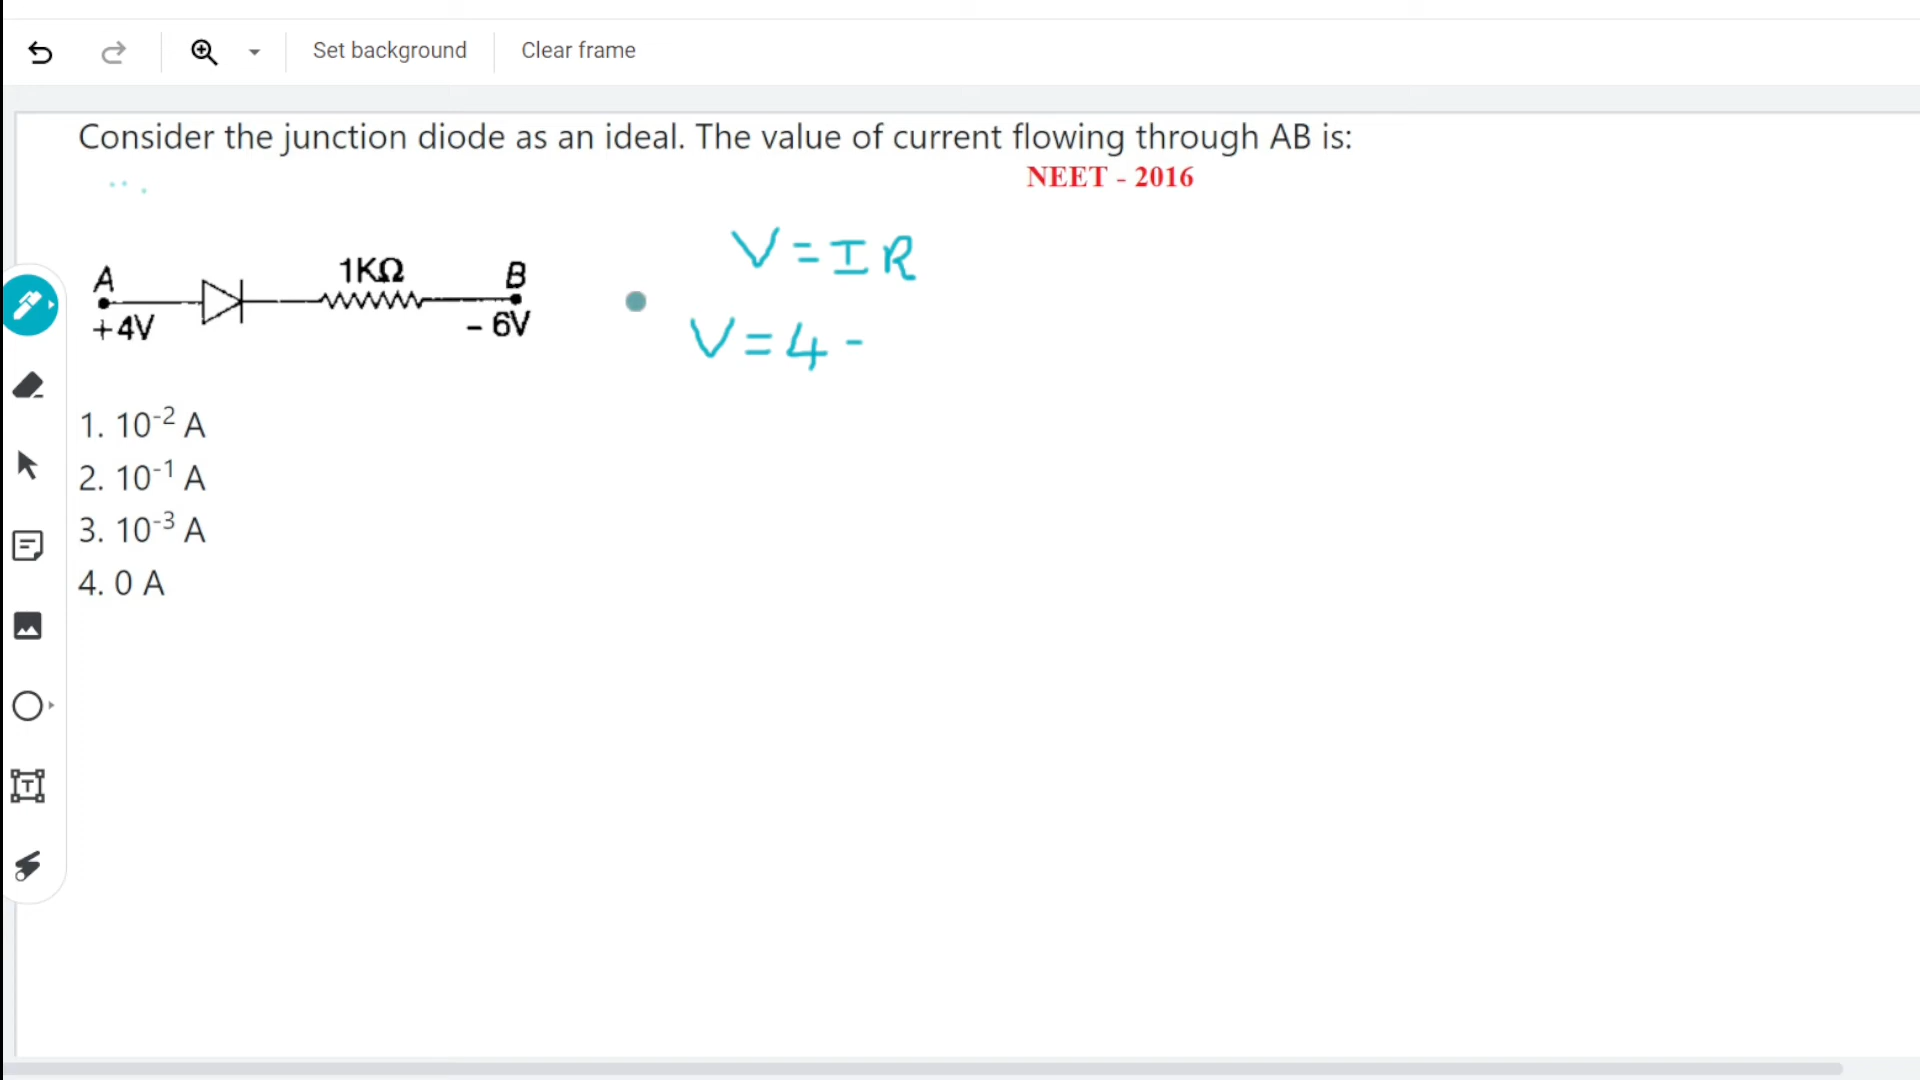 Set background Clear frame
Consider the junction diode as an ideal. The value of current flowing through AB is:
NEET - 2016
V = I R
A 1KΩ B
+4V - 6V
V = 4 -
1. 10⁻² A
2. 10⁻¹ A
3. 10⁻³ A
4. 0 A